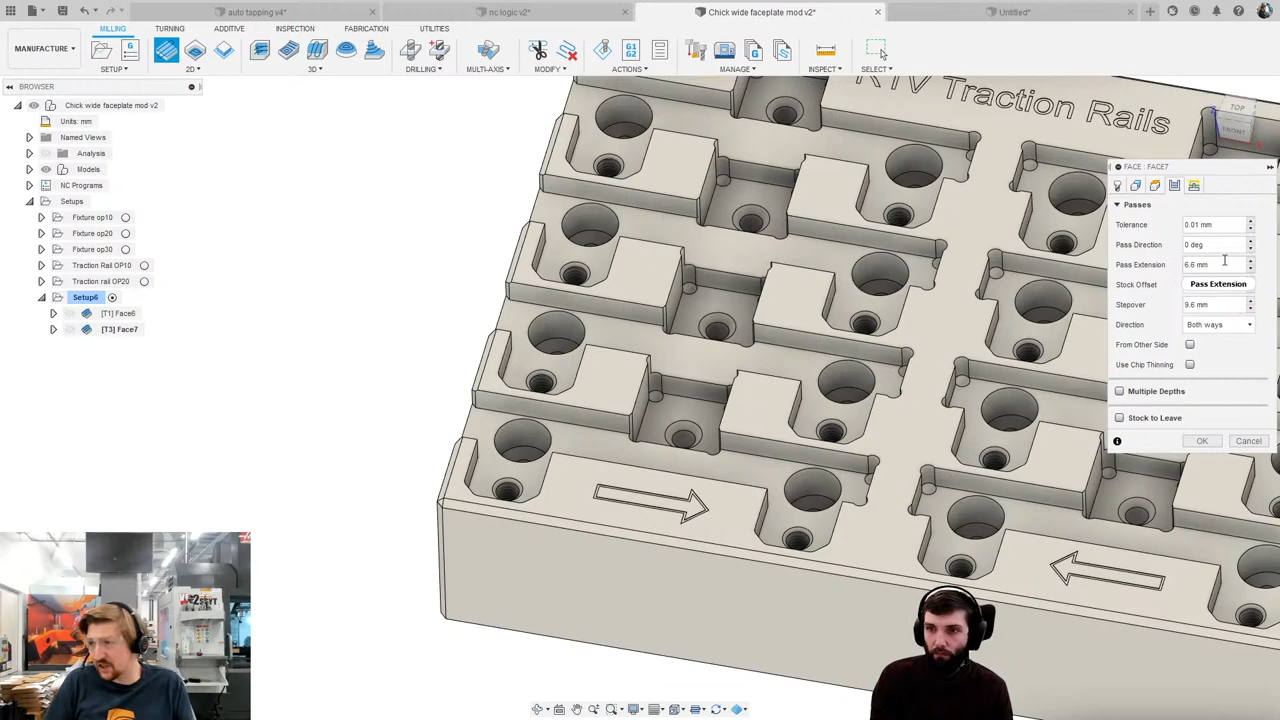 auto tapping v4*
nc logic v2*
Chick wide faceplate mod v2*
Untitled*
MANUFACTURE
MILLING
TURNING
ADDITIVE
INSPECTION
FABRICATION
UTILITIES
SETUP
2D
3D
DRILLING
MULTI-AXIS
MODIFY
ACTIONS
MANAGE
INSPECT
SELECT
G1
G2
BROWSER
Chick wide faceplate mod v2
Units: mm
Named Views
Analysis
Models
NC Programs
Setups
Fixture op10
Fixture op20
Fixture op30
Traction Rail OP10
Traction rail OP20
Setup6
[T1] Face6
[T3] Face7
Traction Rails
TOP
FRONT
FACE : FACE7
Passes
Tolerance 0.01 mm
Pass Direction 0 deg
Pass Extension 6.6 mm
Stock Offset Pass Extension
Stepover 9.6 mm
Direction Both ways
From Other Side
Use Chip Thinning
Multiple Depths
Stock to Leave
OK Cancel